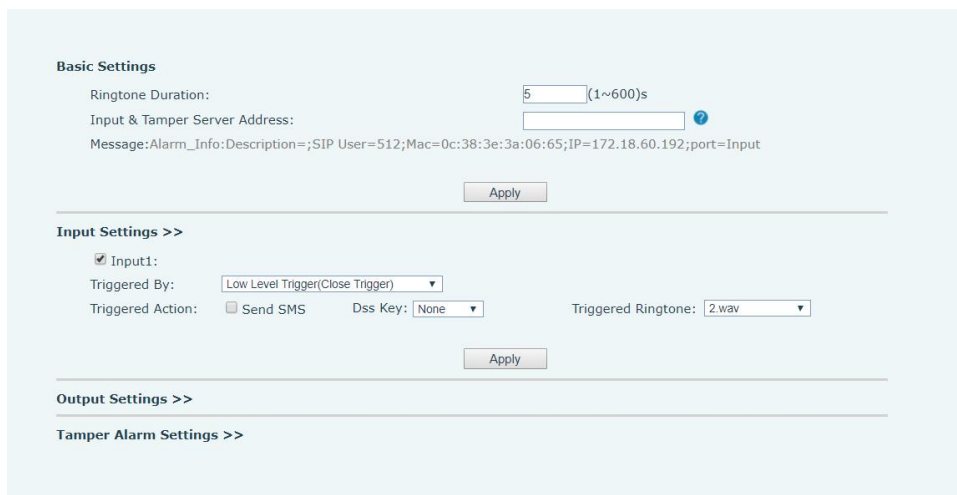 Basic Settings
Ringtone Duration: 5 (1~600)s
Input & Tamper Server Address: ?
Message:Alarm_Info:Description=;SIP User=512;Mac=0c:38:3e:3a:06:65;IP=172.18.60.192;port=Input
Apply
Input Settings >>
Input1:
Triggered By: Low Level Trigger(Close Trigger)
Triggered Action: Send SMS Dss Key: None Triggered Ringtone: 2.wav
Apply
Output Settings >>
Tamper Alarm Settings >>